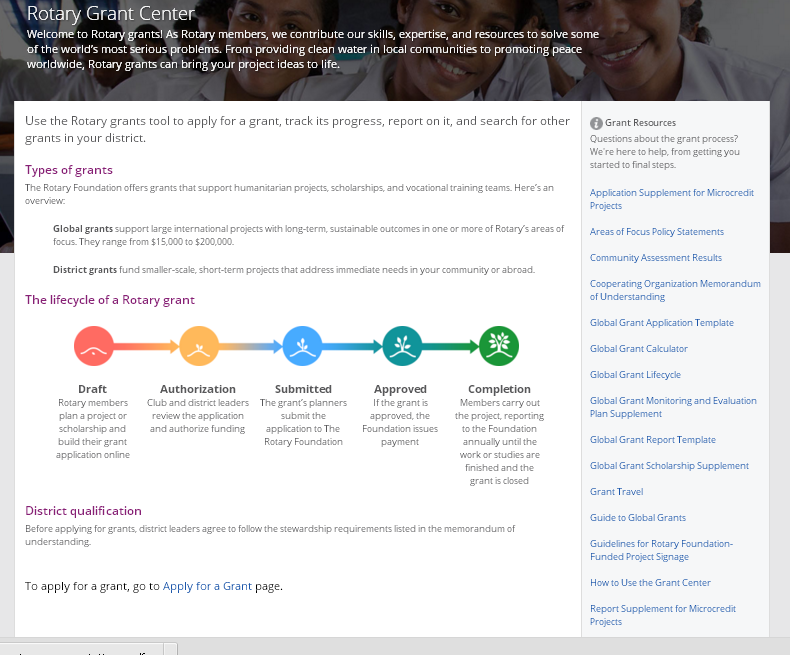 Rotary Grant Center
Welcome to Rotary grants! As Rotary members, we contribute our skills, expertise, and resources to solve some
of the world's most serious problems. From providing clean water in local communities to promoting peace
worldwide, Rotary grants can bring your project ideas to life.
Use the Rotary grants tool to apply for a grant, track its progress, report on it, and search for other
grants in your district.
Types of grants
The Rotary Foundation offers grants that support humanitarian projects, scholarships, and vocational training teams. Here's an
overview:
Global grants support large international projects with long-term, sustainable outcomes in one or more of Rotary's areas of
focus. They range from $15,000 to $200,000.
District grants fund smaller-scale, short-term projects that address immediate needs in your community or abroad.
The lifecycle of a Rotary grant
Draft
Rotary members
plan a project or
scholarship and
build their grant
application online
Authorization
Club and district leaders
review the application
and authorize funding
Submitted
The grant's planners
submit the
application to The
Rotary Foundation
Approved
If the grant is
approved, the
Foundation issues
payment
Completion
Members carry out
the project, reporting
to the Foundation
annually until the
work or studies are
finished and the
grant is closed
District qualification
Before applying for grants, district leaders agree to follow the stewardship requirements listed in the memorandum of
understanding.
To apply for a grant, go to Apply for a Grant page.
Grant Resources
Questions about the grant process?
We're here to help, from getting you
started to final steps.
Application Supplement for Microcredit
Projects
Areas of Focus Policy Statements
Community Assessment Results
Cooperating Organization Memorandum
of Understanding
Global Grant Application Template
Global Grant Calculator
Global Grant Lifecycle
Global Grant Monitoring and Evaluation
Plan Supplement
Global Grant Report Template
Global Grant Scholarship Supplement
Grant Travel
Guide to Global Grants
Guidelines for Rotary Foundation-
Funded Project Signage
How to Use the Grant Center
Report Supplement for Microcredit
Projects